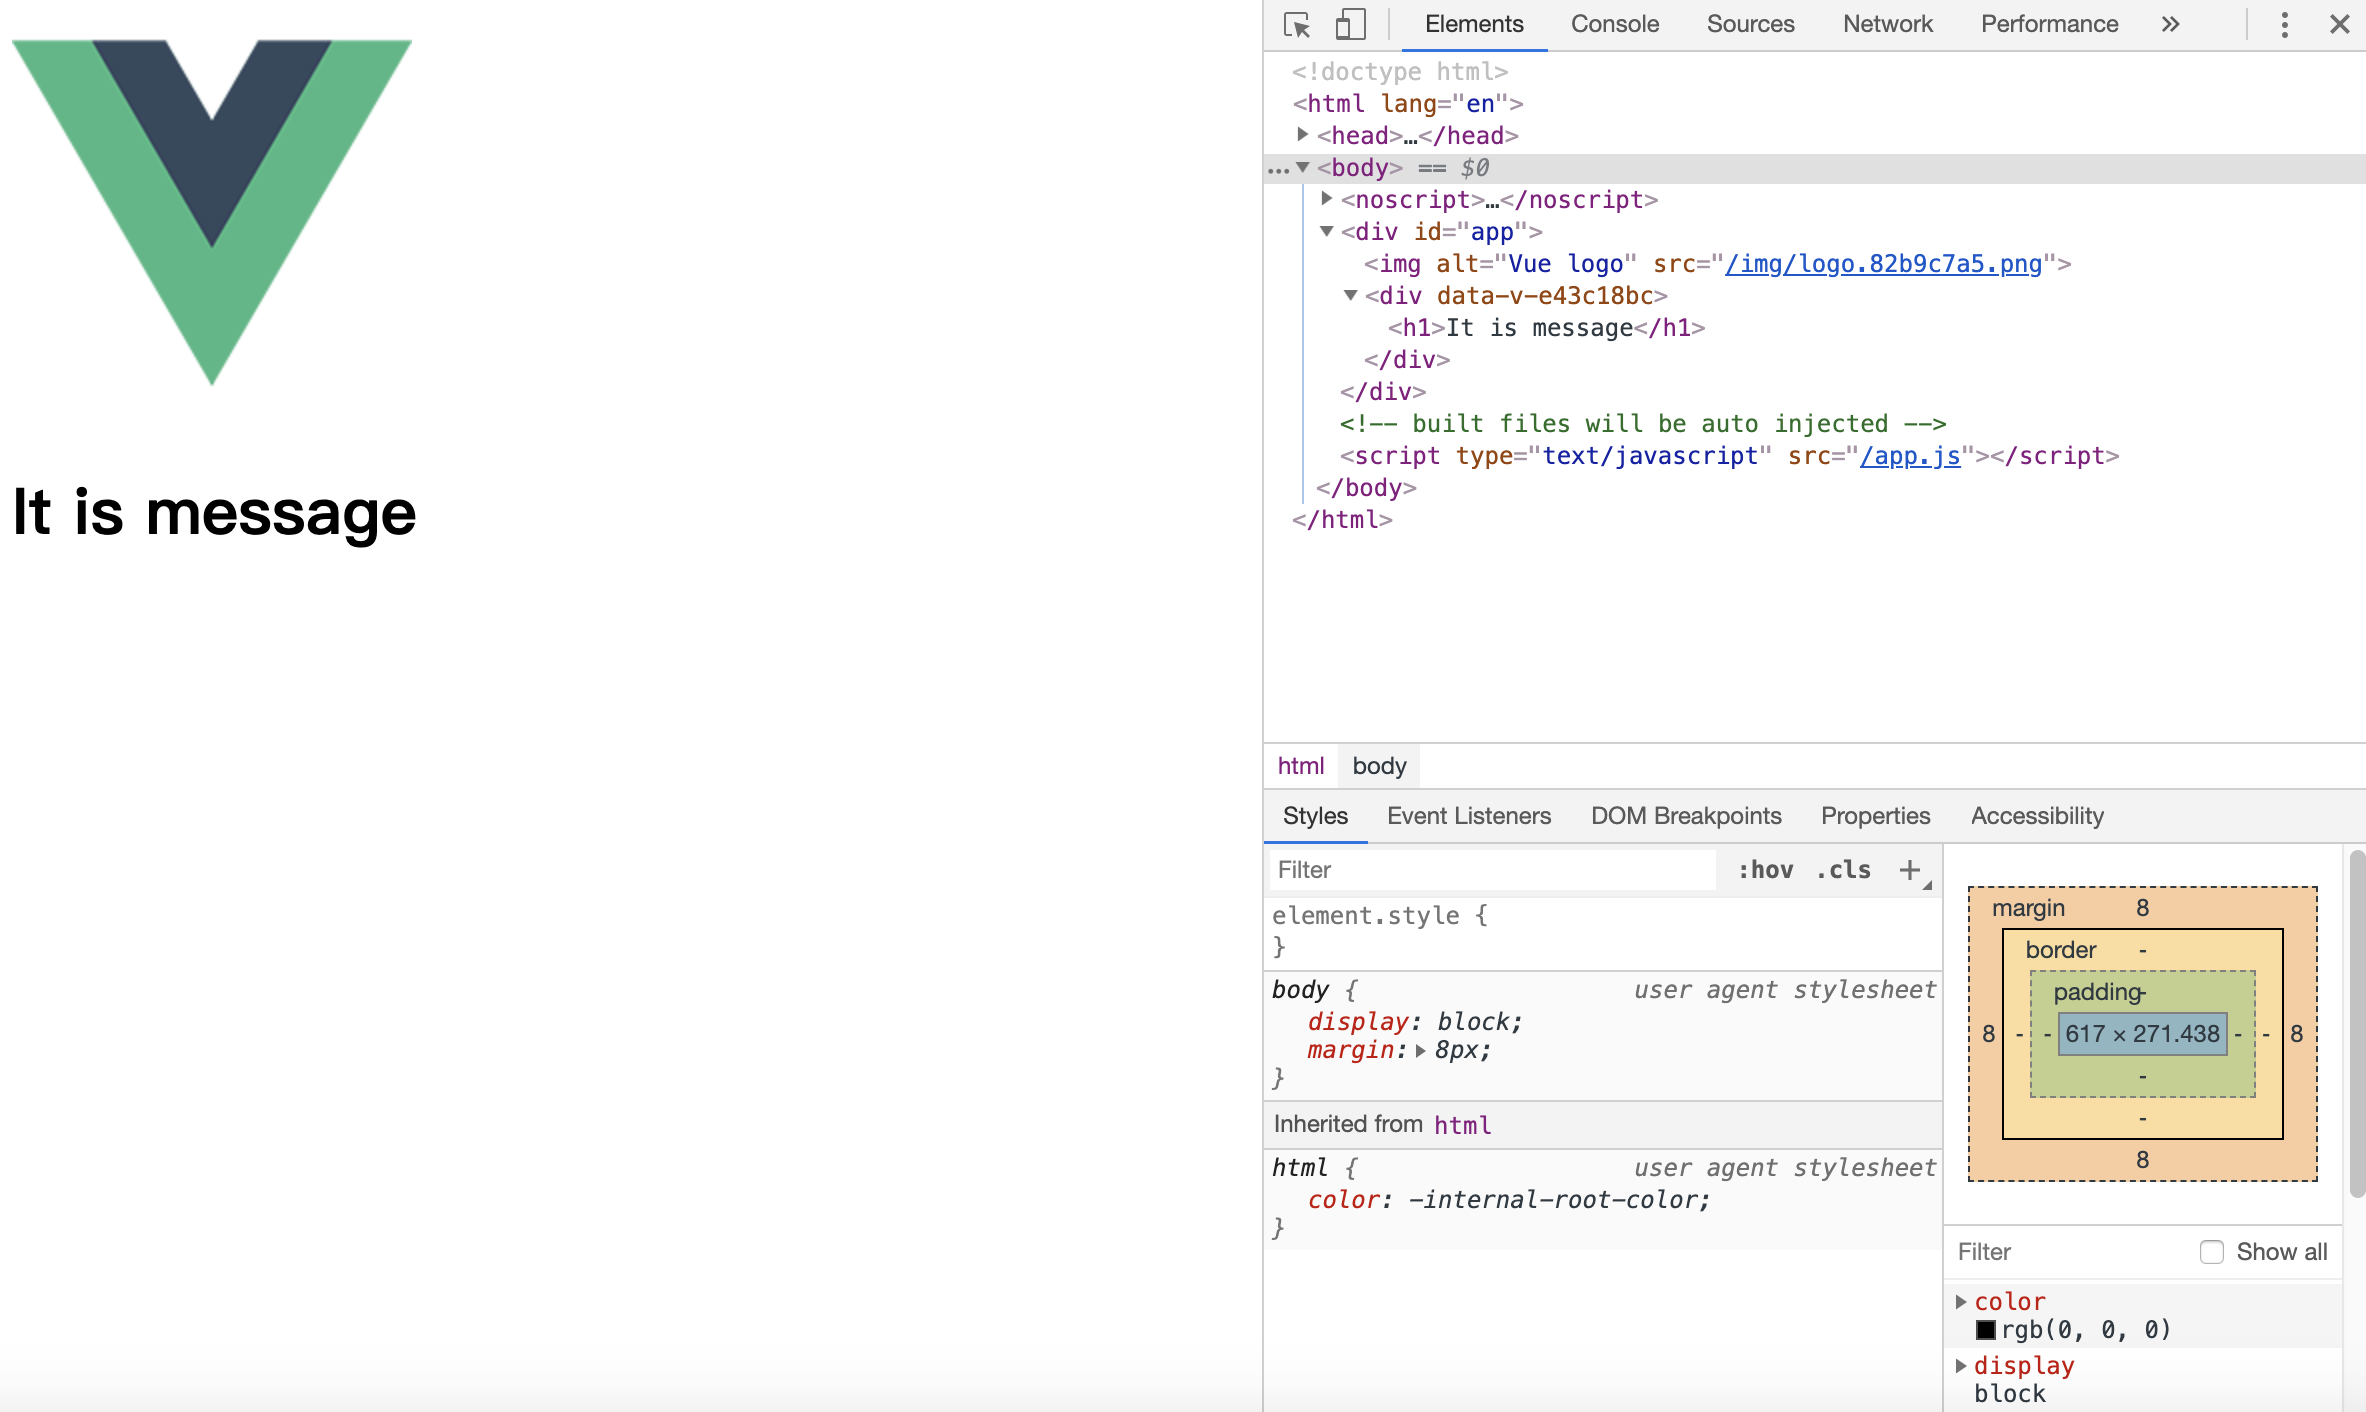 It is message
Elements Console Sources Network Performance »
<!doctype html>
<html lang="en">
<head>…</head>
… <body> == $0
<noscript>…</noscript>
<div id="app">
<img alt="Vue logo" src="/img/logo.82b9c7a5.png">
<div data-v-e43c18bc>
<h1>It is message</h1>
</div>
</div>
<!-- built files will be auto injected -->
<script type="text/javascript" src="/app.js"></script>
</body>
</html>
html body
Styles Event Listeners DOM Breakpoints Properties Accessibility
Filter :hov .cls +
element.style {
}
body { user agent stylesheet
display: block;
margin: 8px;
}
Inherited from html
html { user agent stylesheet
color: -internal-root-color;
}
margin 8
border -
padding -
8 - - 617 × 271.438 - - 8
-
-
8
Filter Show all
color
rgb(0, 0, 0)
display
block